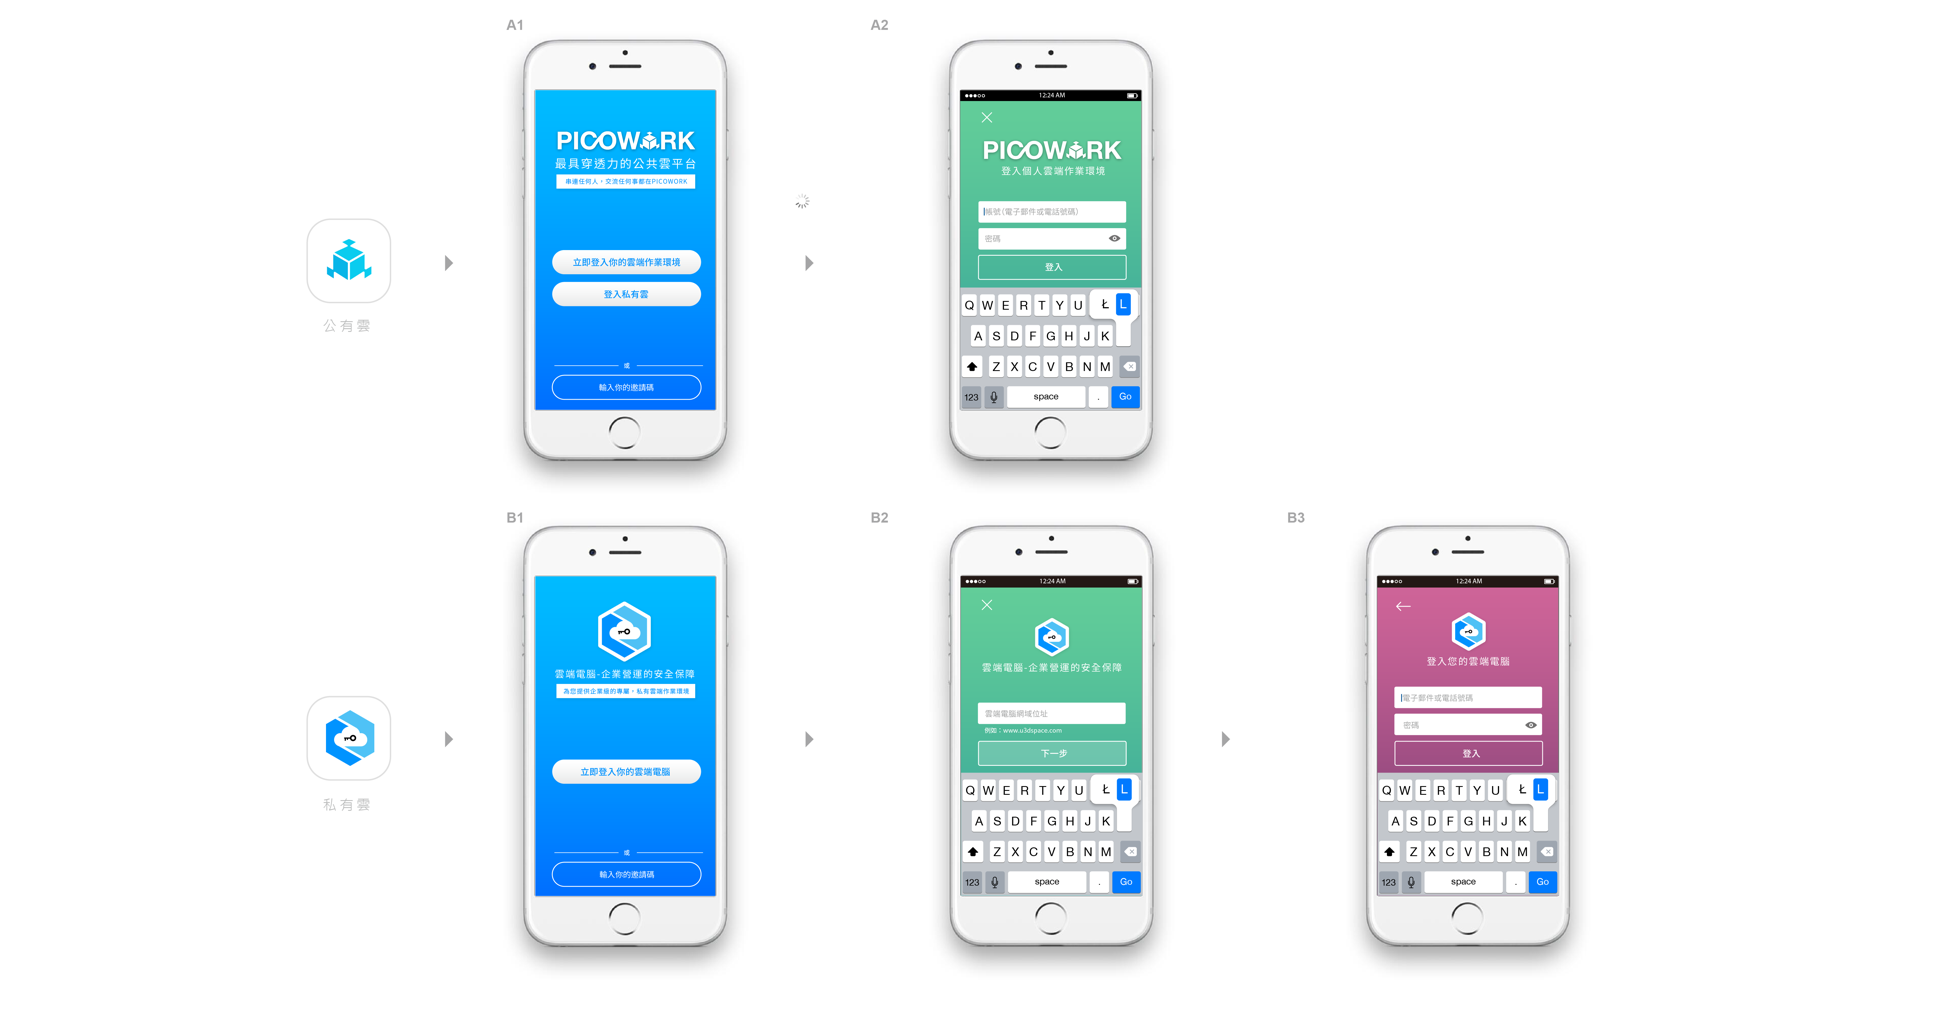 A1
PICOWORK
最具穿透力的公共雲平台
串連任何人，交流任何事都在PICOWORK
立即登入你的雲端作業環境
登入私有雲
或
輸入你的邀請碼
A2
12:24 AM
PICOWORK
登入個人雲端作業環境
帳號(電子郵件或電話號碼)
密碼
登入
Q W E R T Y U Ł L
A S D F G H J K
Z X C V B N M
123 space . Go
公有雲
B1
雲端電腦-企業營運的安全保障
為您提供企業級的專屬，私有雲端作業環境
立即登入你的雲端電腦
或
輸入你的邀請碼
B2
12:24 AM
雲端電腦-企業營運的安全保障
雲端電腦網域位址
例如：www.u3dspace.com
下一步
Q W E R T Y U Ł L
A S D F G H J K
Z X C V B N M
123 space . Go
B3
12:24 AM
登入您的雲端電腦
電子郵件或電話號碼
密碼
登入
Q W E R T Y U Ł L
A S D F G H J K
Z X C V B N M
123 space . Go
私有雲